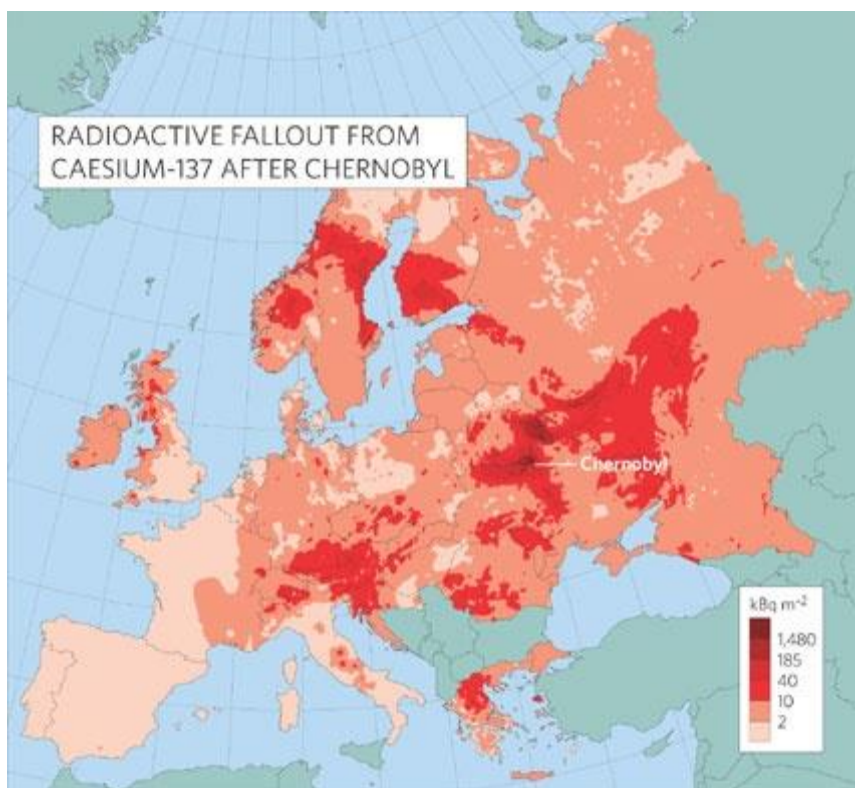 RADIOACTIVE FALLOUT FROM
CAESIUM-137 AFTER CHERNOBYL
Chernobyl
kBq m⁻²
1,480
185
40
10
2